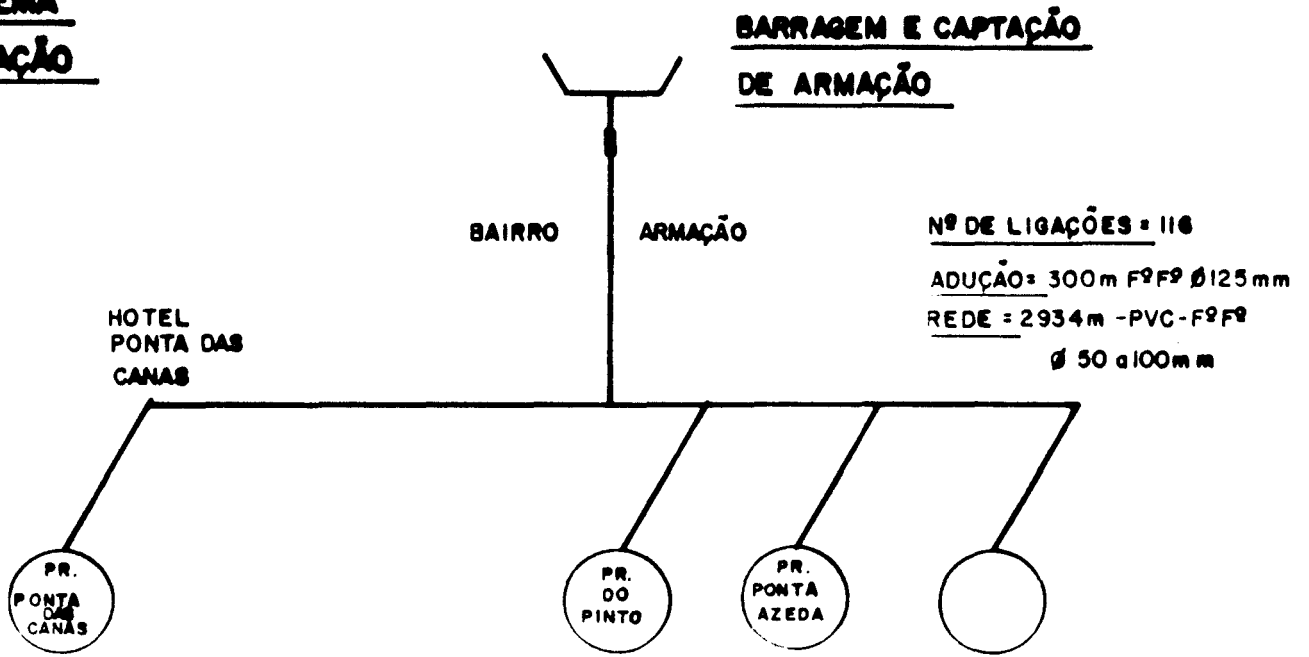 AÇÃO
BARRAGEM E CAPTAÇÃO
DE ARMAÇÃO
BAIRRO ARMAÇÃO
Nº DE LIGAÇÕES = 116
ADUÇÃO= 300m FºFº Ø125mm
REDE = 2934m -PVC-FºFº
Ø 50 a 100mm
HOTEL
PONTA DAS
CANAS
PR.
PONTA
DAS
CANAS
PR.
DO
PINTO
PR.
PONTA
AZEDA